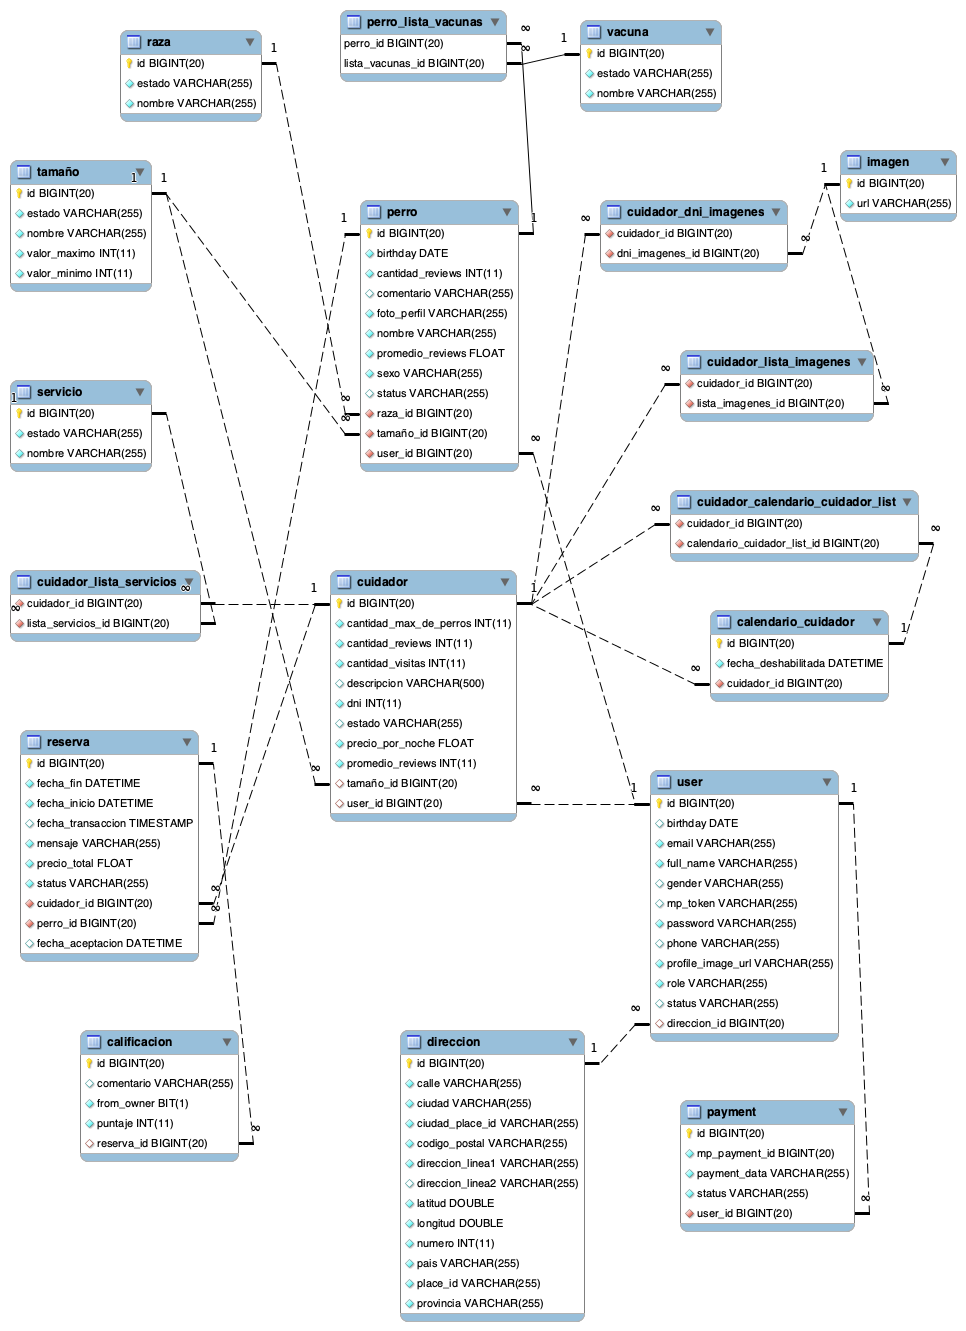 perro_lista_vacunas
perro_id BIGINT(20)
lista_vacunas_id BIGINT(20)
∞
∞
vacuna
id BIGINT(20)
estado VARCHAR(255)
nombre VARCHAR(255)
1
raza
id BIGINT(20)
estado VARCHAR(255)
nombre VARCHAR(255)
1
tamaño
id BIGINT(20)
estado VARCHAR(255)
nombre VARCHAR(255)
valor_maximo INT(11)
valor_minimo INT(11)
1
1
imagen
id BIGINT(20)
url VARCHAR(255)
1
perro
id BIGINT(20)
birthday DATE
cantidad_reviews INT(11)
comentario VARCHAR(255)
foto_perfil VARCHAR(255)
nombre VARCHAR(255)
promedio_reviews FLOAT
sexo VARCHAR(255)
status VARCHAR(255)
raza_id BIGINT(20)
tamaño_id BIGINT(20)
user_id BIGINT(20)
1
1
∞
∞
∞
cuidador_dni_imagenes
cuidador_id BIGINT(20)
dni_imagenes_id BIGINT(20)
∞
∞
cuidador_lista_imagenes
cuidador_id BIGINT(20)
lista_imagenes_id BIGINT(20)
∞
∞
servicio
id BIGINT(20)
estado VARCHAR(255)
nombre VARCHAR(255)
1
cuidador_calendario_cuidador_list
cuidador_id BIGINT(20)
calendario_cuidador_list_id BIGINT(20)
∞
∞
cuidador_lista_servicios
cuidador_id BIGINT(20)
lista_servicios_id BIGINT(20)
∞
∞
cuidador
id BIGINT(20)
cantidad_max_de_perros INT(11)
cantidad_reviews INT(11)
cantidad_visitas INT(11)
descripcion VARCHAR(500)
dni INT(11)
estado VARCHAR(255)
precio_por_noche FLOAT
promedio_reviews INT(11)
tamaño_id BIGINT(20)
user_id BIGINT(20)
1
1
∞
∞
calendario_cuidador
id BIGINT(20)
fecha_deshabilitada DATETIME
cuidador_id BIGINT(20)
1
∞
reserva
id BIGINT(20)
fecha_fin DATETIME
fecha_inicio DATETIME
fecha_transaccion TIMESTAMP
mensaje VARCHAR(255)
precio_total FLOAT
status VARCHAR(255)
cuidador_id BIGINT(20)
perro_id BIGINT(20)
fecha_aceptacion DATETIME
1
∞
∞
user
id BIGINT(20)
birthday DATE
email VARCHAR(255)
full_name VARCHAR(255)
gender VARCHAR(255)
mp_token VARCHAR(255)
password VARCHAR(255)
phone VARCHAR(255)
profile_image_url VARCHAR(255)
role VARCHAR(255)
status VARCHAR(255)
direccion_id BIGINT(20)
1
1
∞
calificacion
id BIGINT(20)
comentario VARCHAR(255)
from_owner BIT(1)
puntaje INT(11)
reserva_id BIGINT(20)
∞
direccion
id BIGINT(20)
calle VARCHAR(255)
ciudad VARCHAR(255)
ciudad_place_id VARCHAR(255)
codigo_postal VARCHAR(255)
direccion_linea1 VARCHAR(255)
direccion_linea2 VARCHAR(255)
latitud DOUBLE
longitud DOUBLE
numero INT(11)
pais VARCHAR(255)
place_id VARCHAR(255)
provincia VARCHAR(255)
1
payment
id BIGINT(20)
mp_payment_id BIGINT(20)
payment_data VARCHAR(255)
status VARCHAR(255)
user_id BIGINT(20)
∞